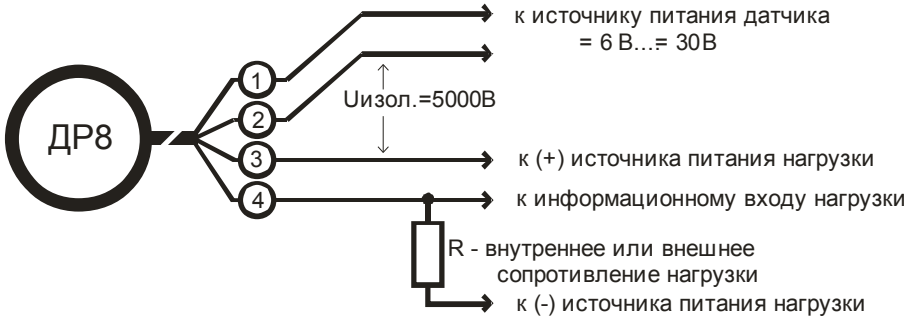 к источнику питания датчика
= 6 В...= 30В
1
Uизол.=5000В
2
ДР8
3
к (+) источника питания нагрузки
4
к информационному входу нагрузки
R - внутреннее или внешнее
сопротивление нагрузки
к (-) источника питания нагрузки